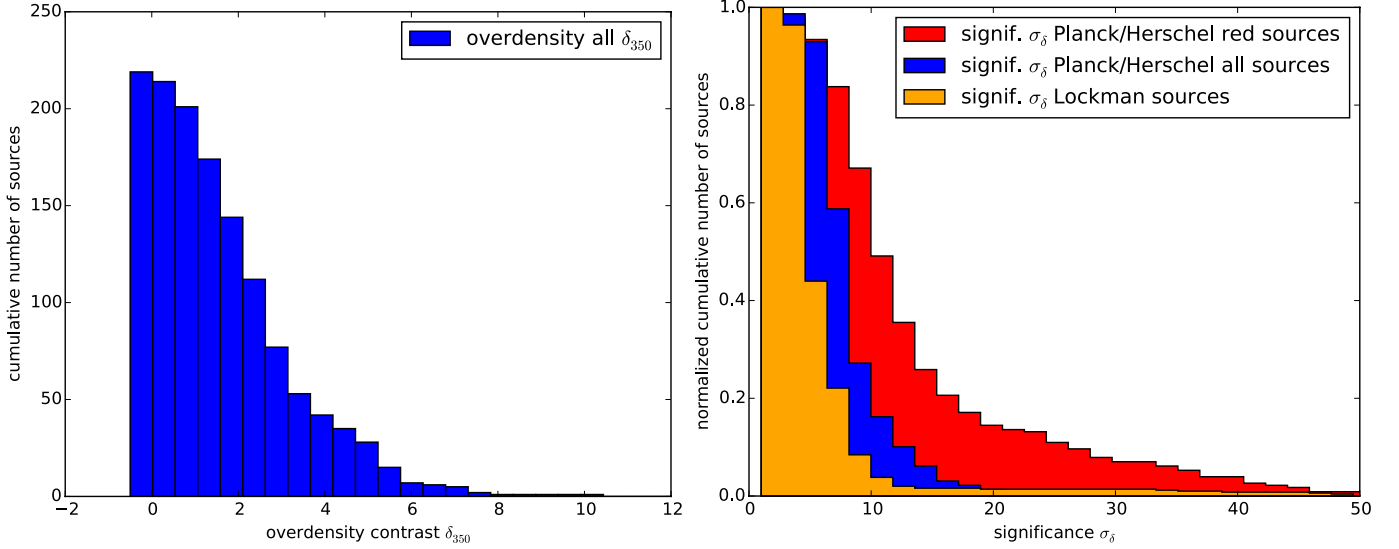 250
200
150
100
50
0
cumulative number of sources
−2 0 2 4 6 8 10 12
overdensity contrast δ350
overdensity all δ350
1.0
0.8
0.6
0.4
0.2
0.0
normalized cumulative number of sources
0 10 20 30 40 50
significance σδ
signif. σδ Planck/Herschel red sources
signif. σδ Planck/Herschel all sources
signif. σδ Lockman sources